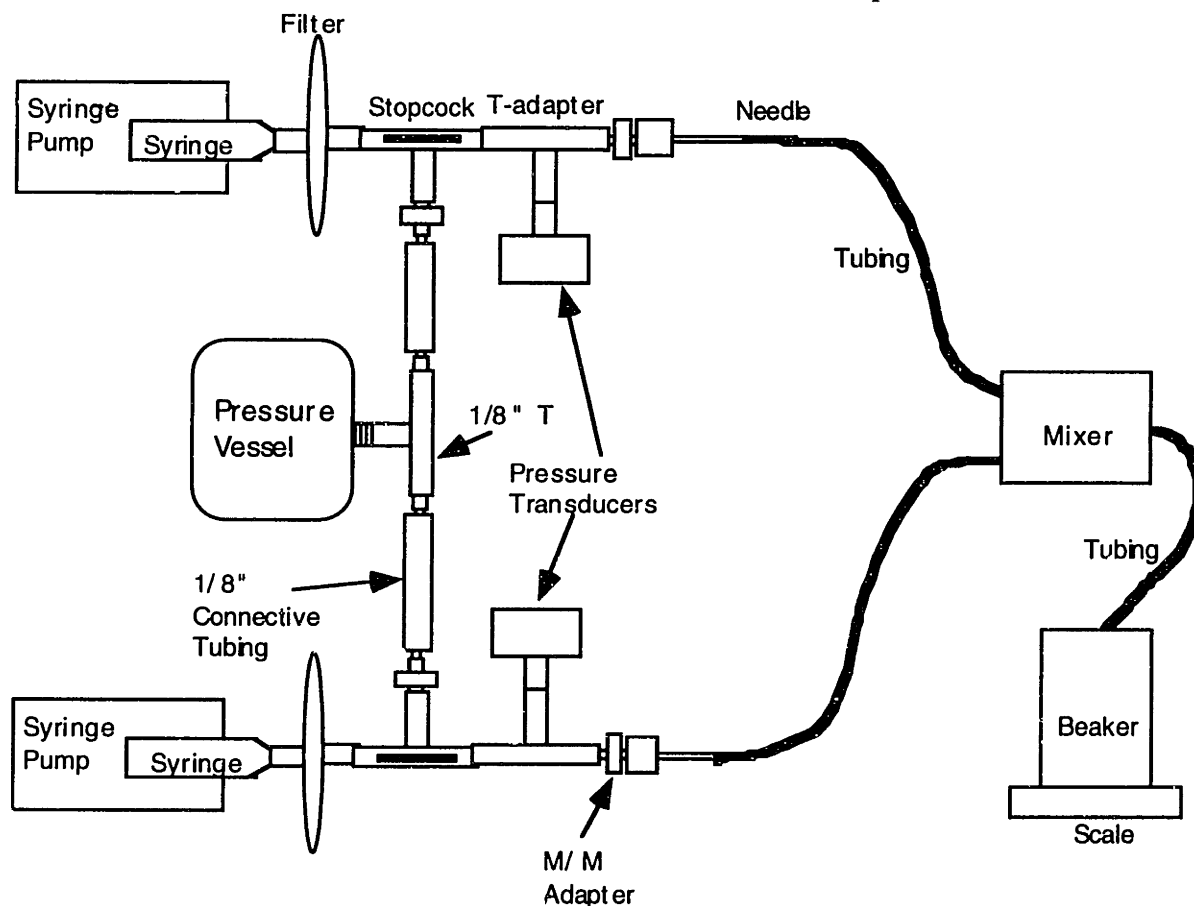 Filter
Syringe
Pump
Syringe
Stopcock
T-adapter
Needle
Tubing
Pressure
Vessel
1/8" T
Pressure
Transducers
Mixer
Tubing
1/8"
Connective
Tubing
Syringe
Pump
Syringe
Beaker
Scale
M/M
Adapter